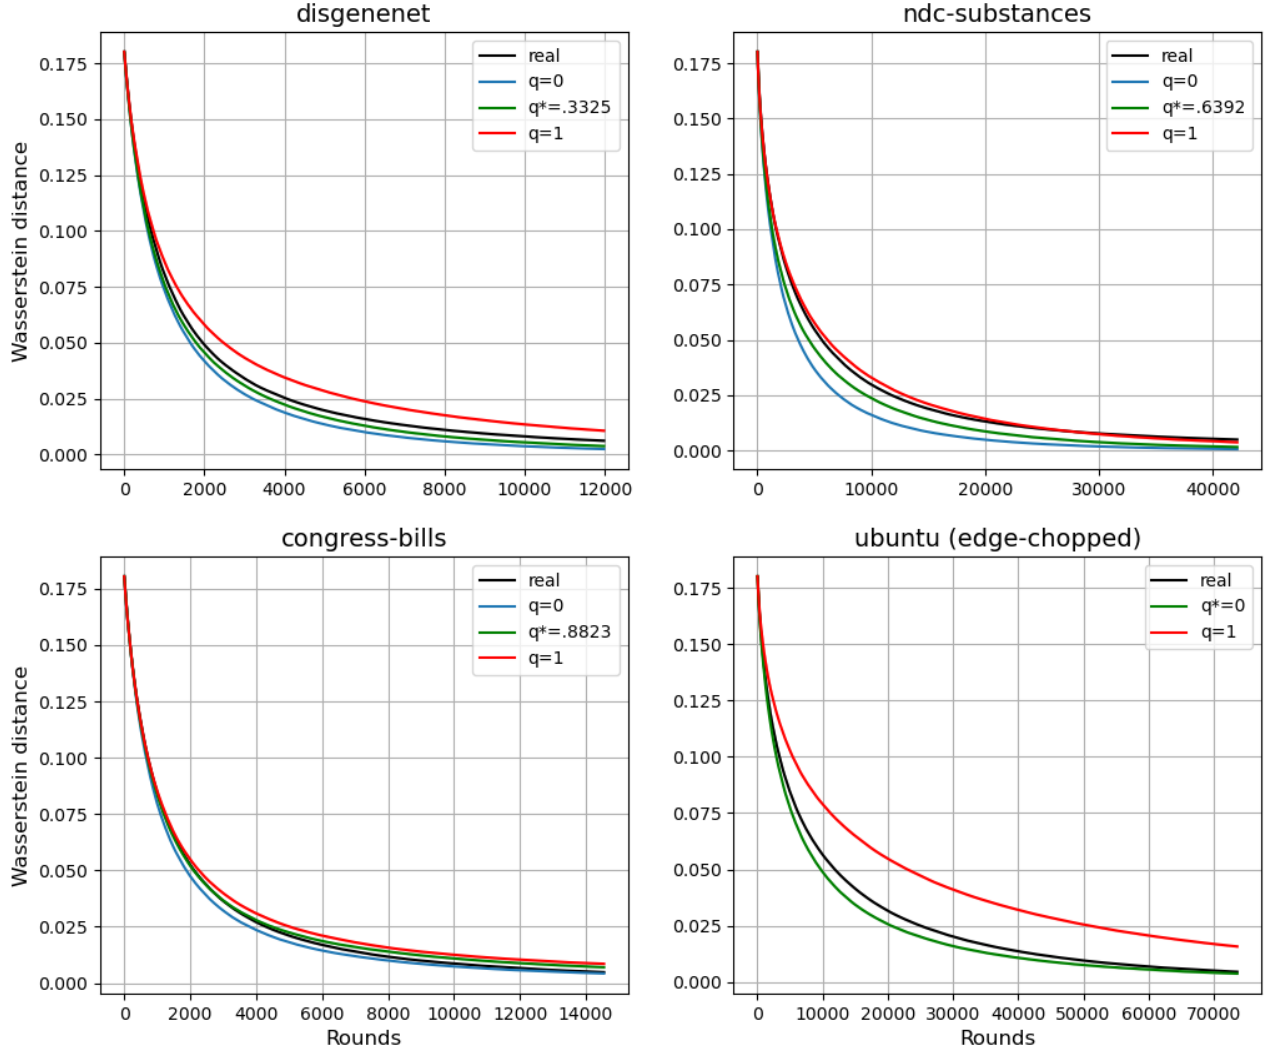 disgenenet
real
q=0
q*=.3325
q=1
Wasserstein distance
0.175
0.150
0.125
0.100
0.075
0.050
0.025
0.000
0 2000 4000 6000 8000 10000 12000
ndc-substances
real
q=0
q*=.6392
q=1
0.175
0.150
0.125
0.100
0.075
0.050
0.025
0.000
0 10000 20000 30000 40000
congress-bills
real
q=0
q*=.8823
q=1
Wasserstein distance
0.175
0.150
0.125
0.100
0.075
0.050
0.025
0.000
0 2000 4000 6000 8000 10000 12000 14000
Rounds
ubuntu (edge-chopped)
real
q*=0
q=1
0.175
0.150
0.125
0.100
0.075
0.050
0.025
0.000
0 10000 20000 30000 40000 50000 60000 70000
Rounds